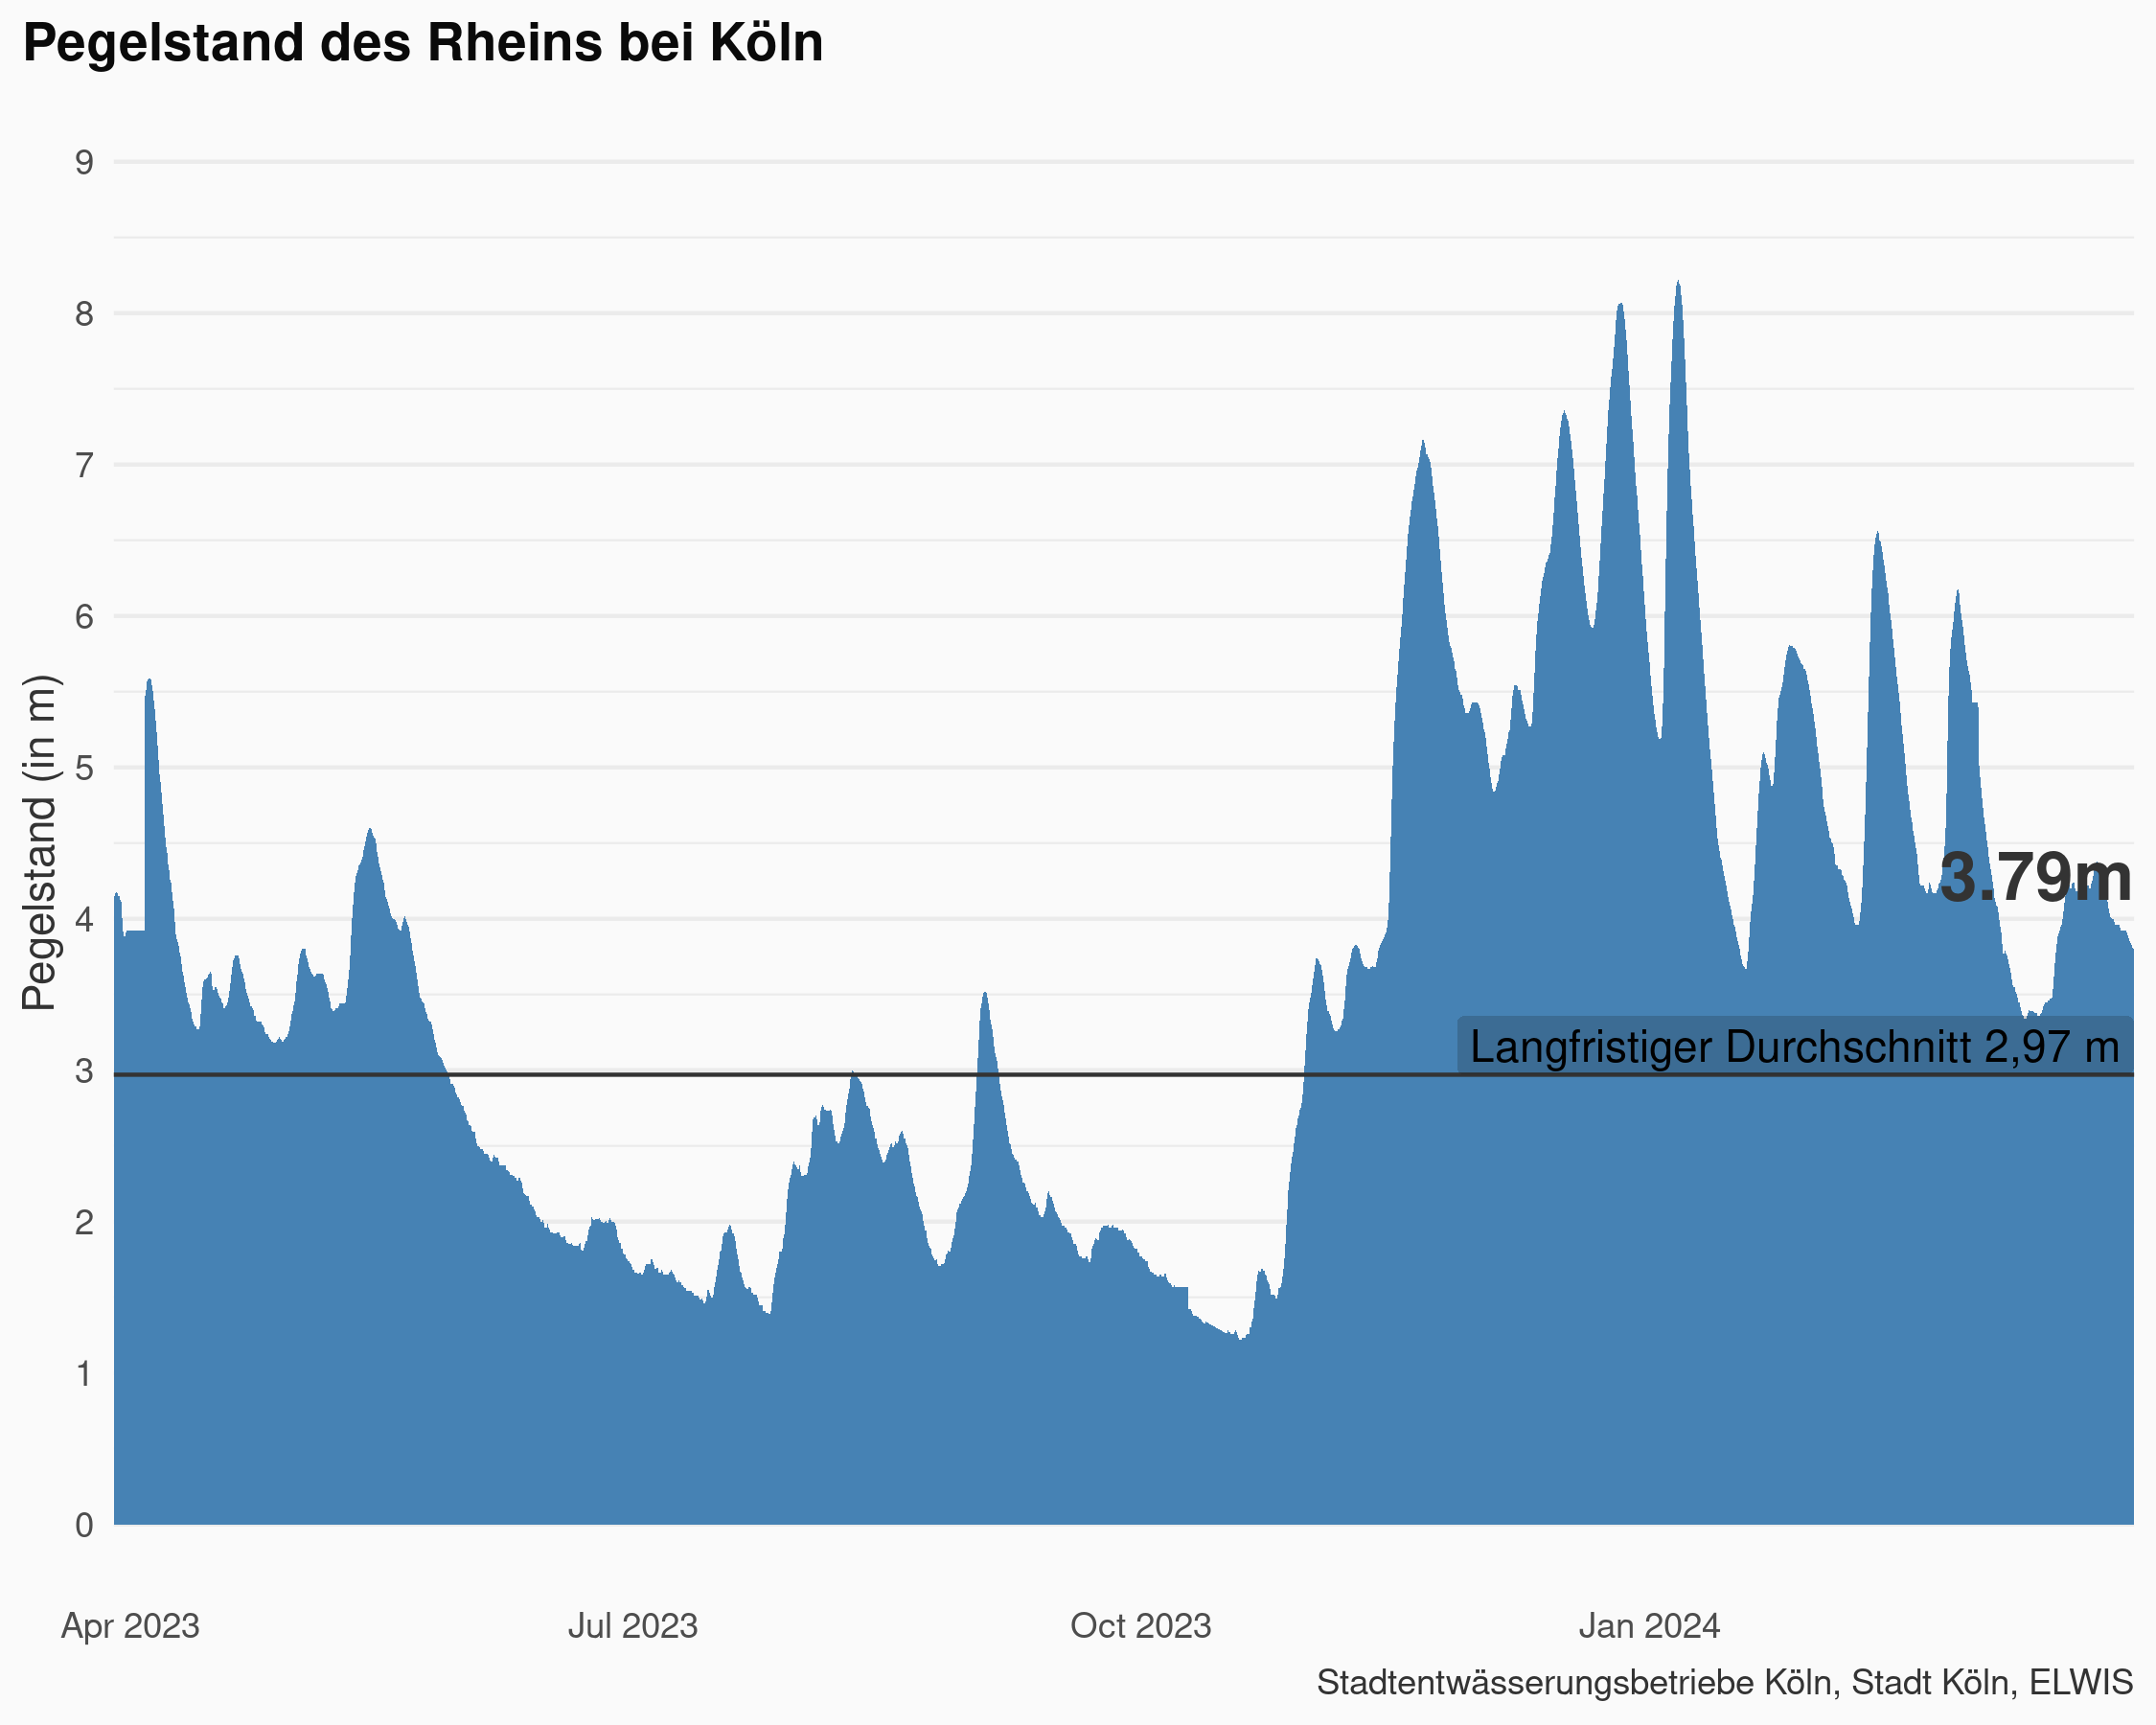 Pegelstand des Rheins bei Köln
9
8
7
6
5
4
3
2
1
0
Pegelstand (in m)
3.79m
Langfristiger Durchschnitt 2,97 m
Apr 2023
Jul 2023
Oct 2023
Jan 2024
Stadtentwässerungsbetriebe Köln, Stadt Köln, ELWIS